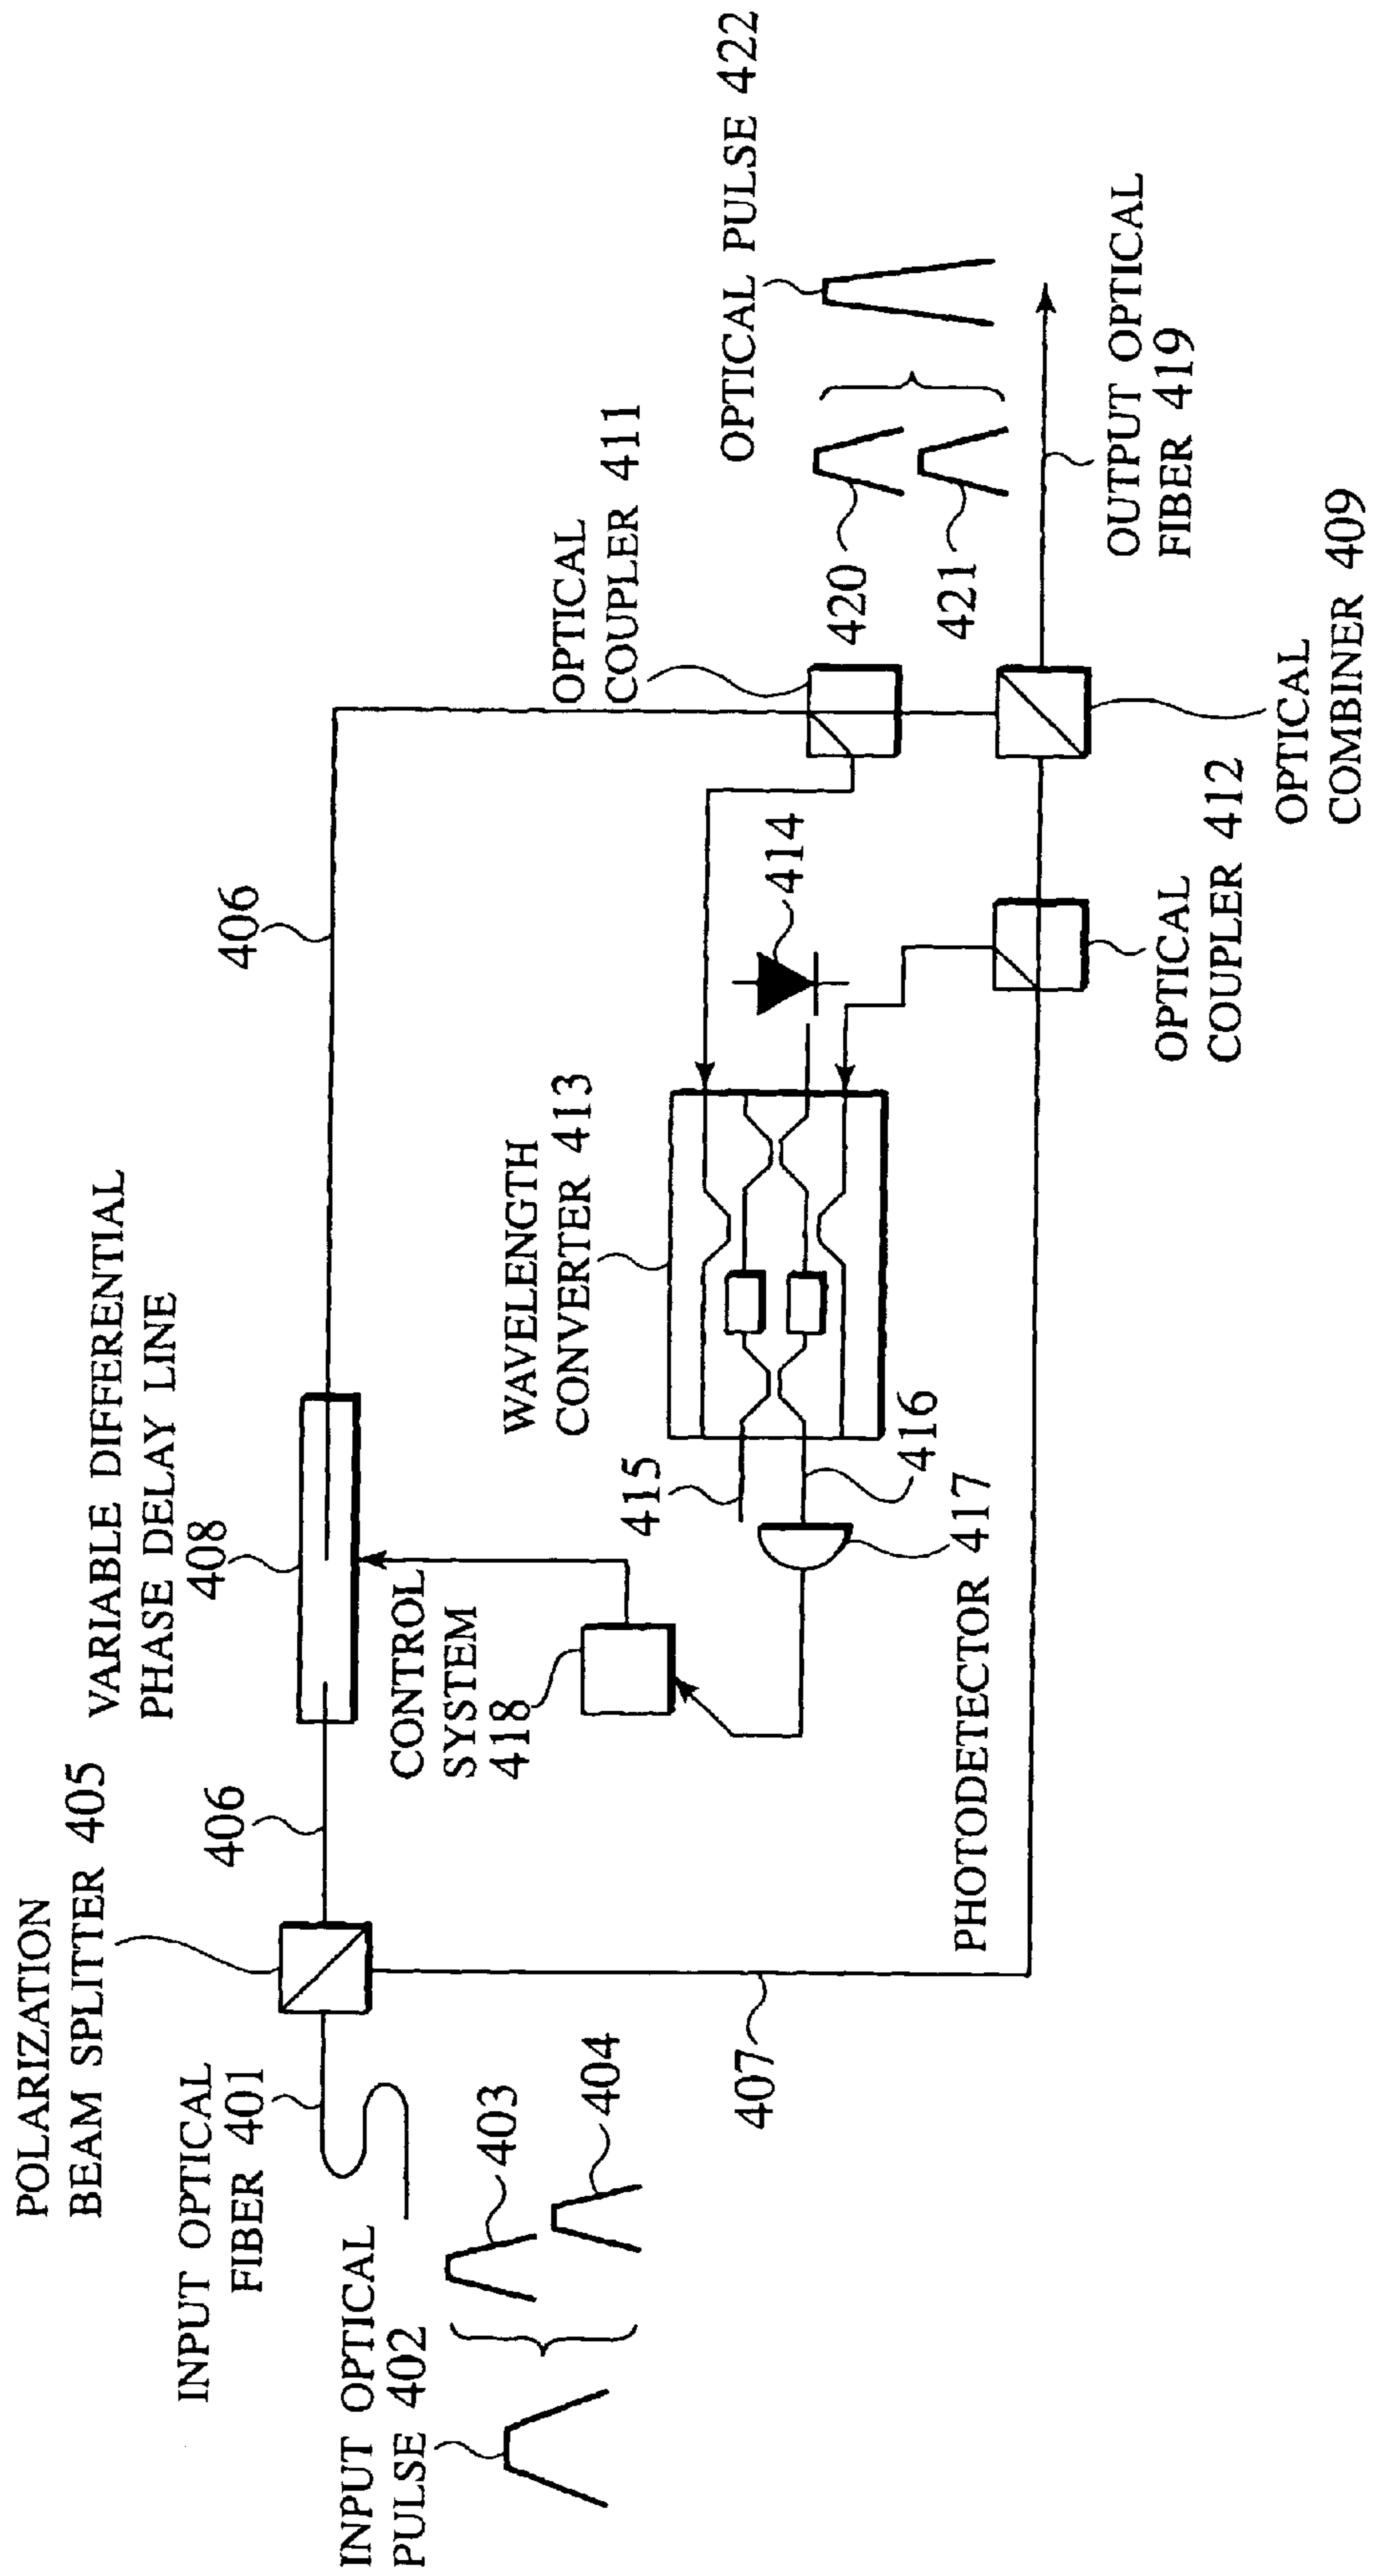 POLARIZATION
BEAM SPLITTER 405
INPUT OPTICAL
FIBER 401
INPUT OPTICAL
PULSE 402
403
404
406
407
VARIABLE DIFFERENTIAL
PHASE DELAY LINE
408
CONTROL
SYSTEM
418
406
WAVELENGTH
CONVERTER 413
414
415
416
PHOTODETECTOR 417
OPTICAL
COUPLER 411
OPTICAL
COUPLER 412
OPTICAL
COMBINER 409
420
421
OPTICAL PULSE 422
OUTPUT OPTICAL
FIBER 419